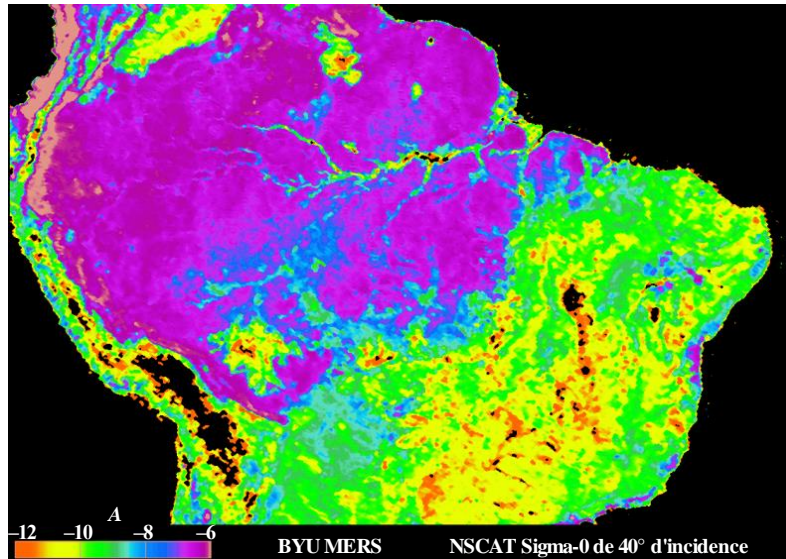 A
–12 –10 –8 –6
BYU MERS NSCAT Sigma-0 de 40° d'incidence